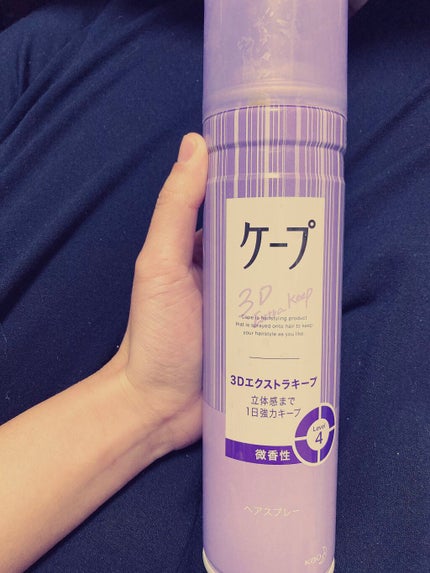 ケープ
3D
Extra Keep
Cape is hairstyling product
that is sprayed onto hair to keep
your hairstyle as you like.
3Dエクストラキープ
立体感まで
1日強力キープ
Level
4
微香性
ヘアスプレー
kao